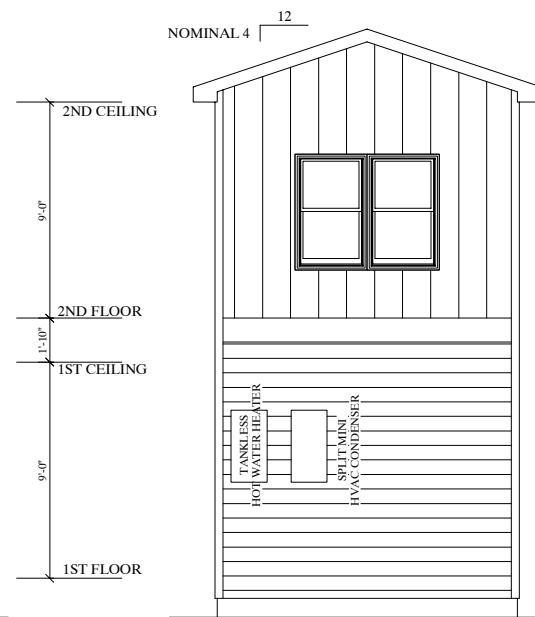 12
NOMINAL 4
2ND CEILING
9'-0"
2ND FLOOR
1'-10"
1ST CEILING
9'-0"
1ST FLOOR
TANKLESS
HOT WATER HEATER
SPLIT MINI
HVAC CONDENSER